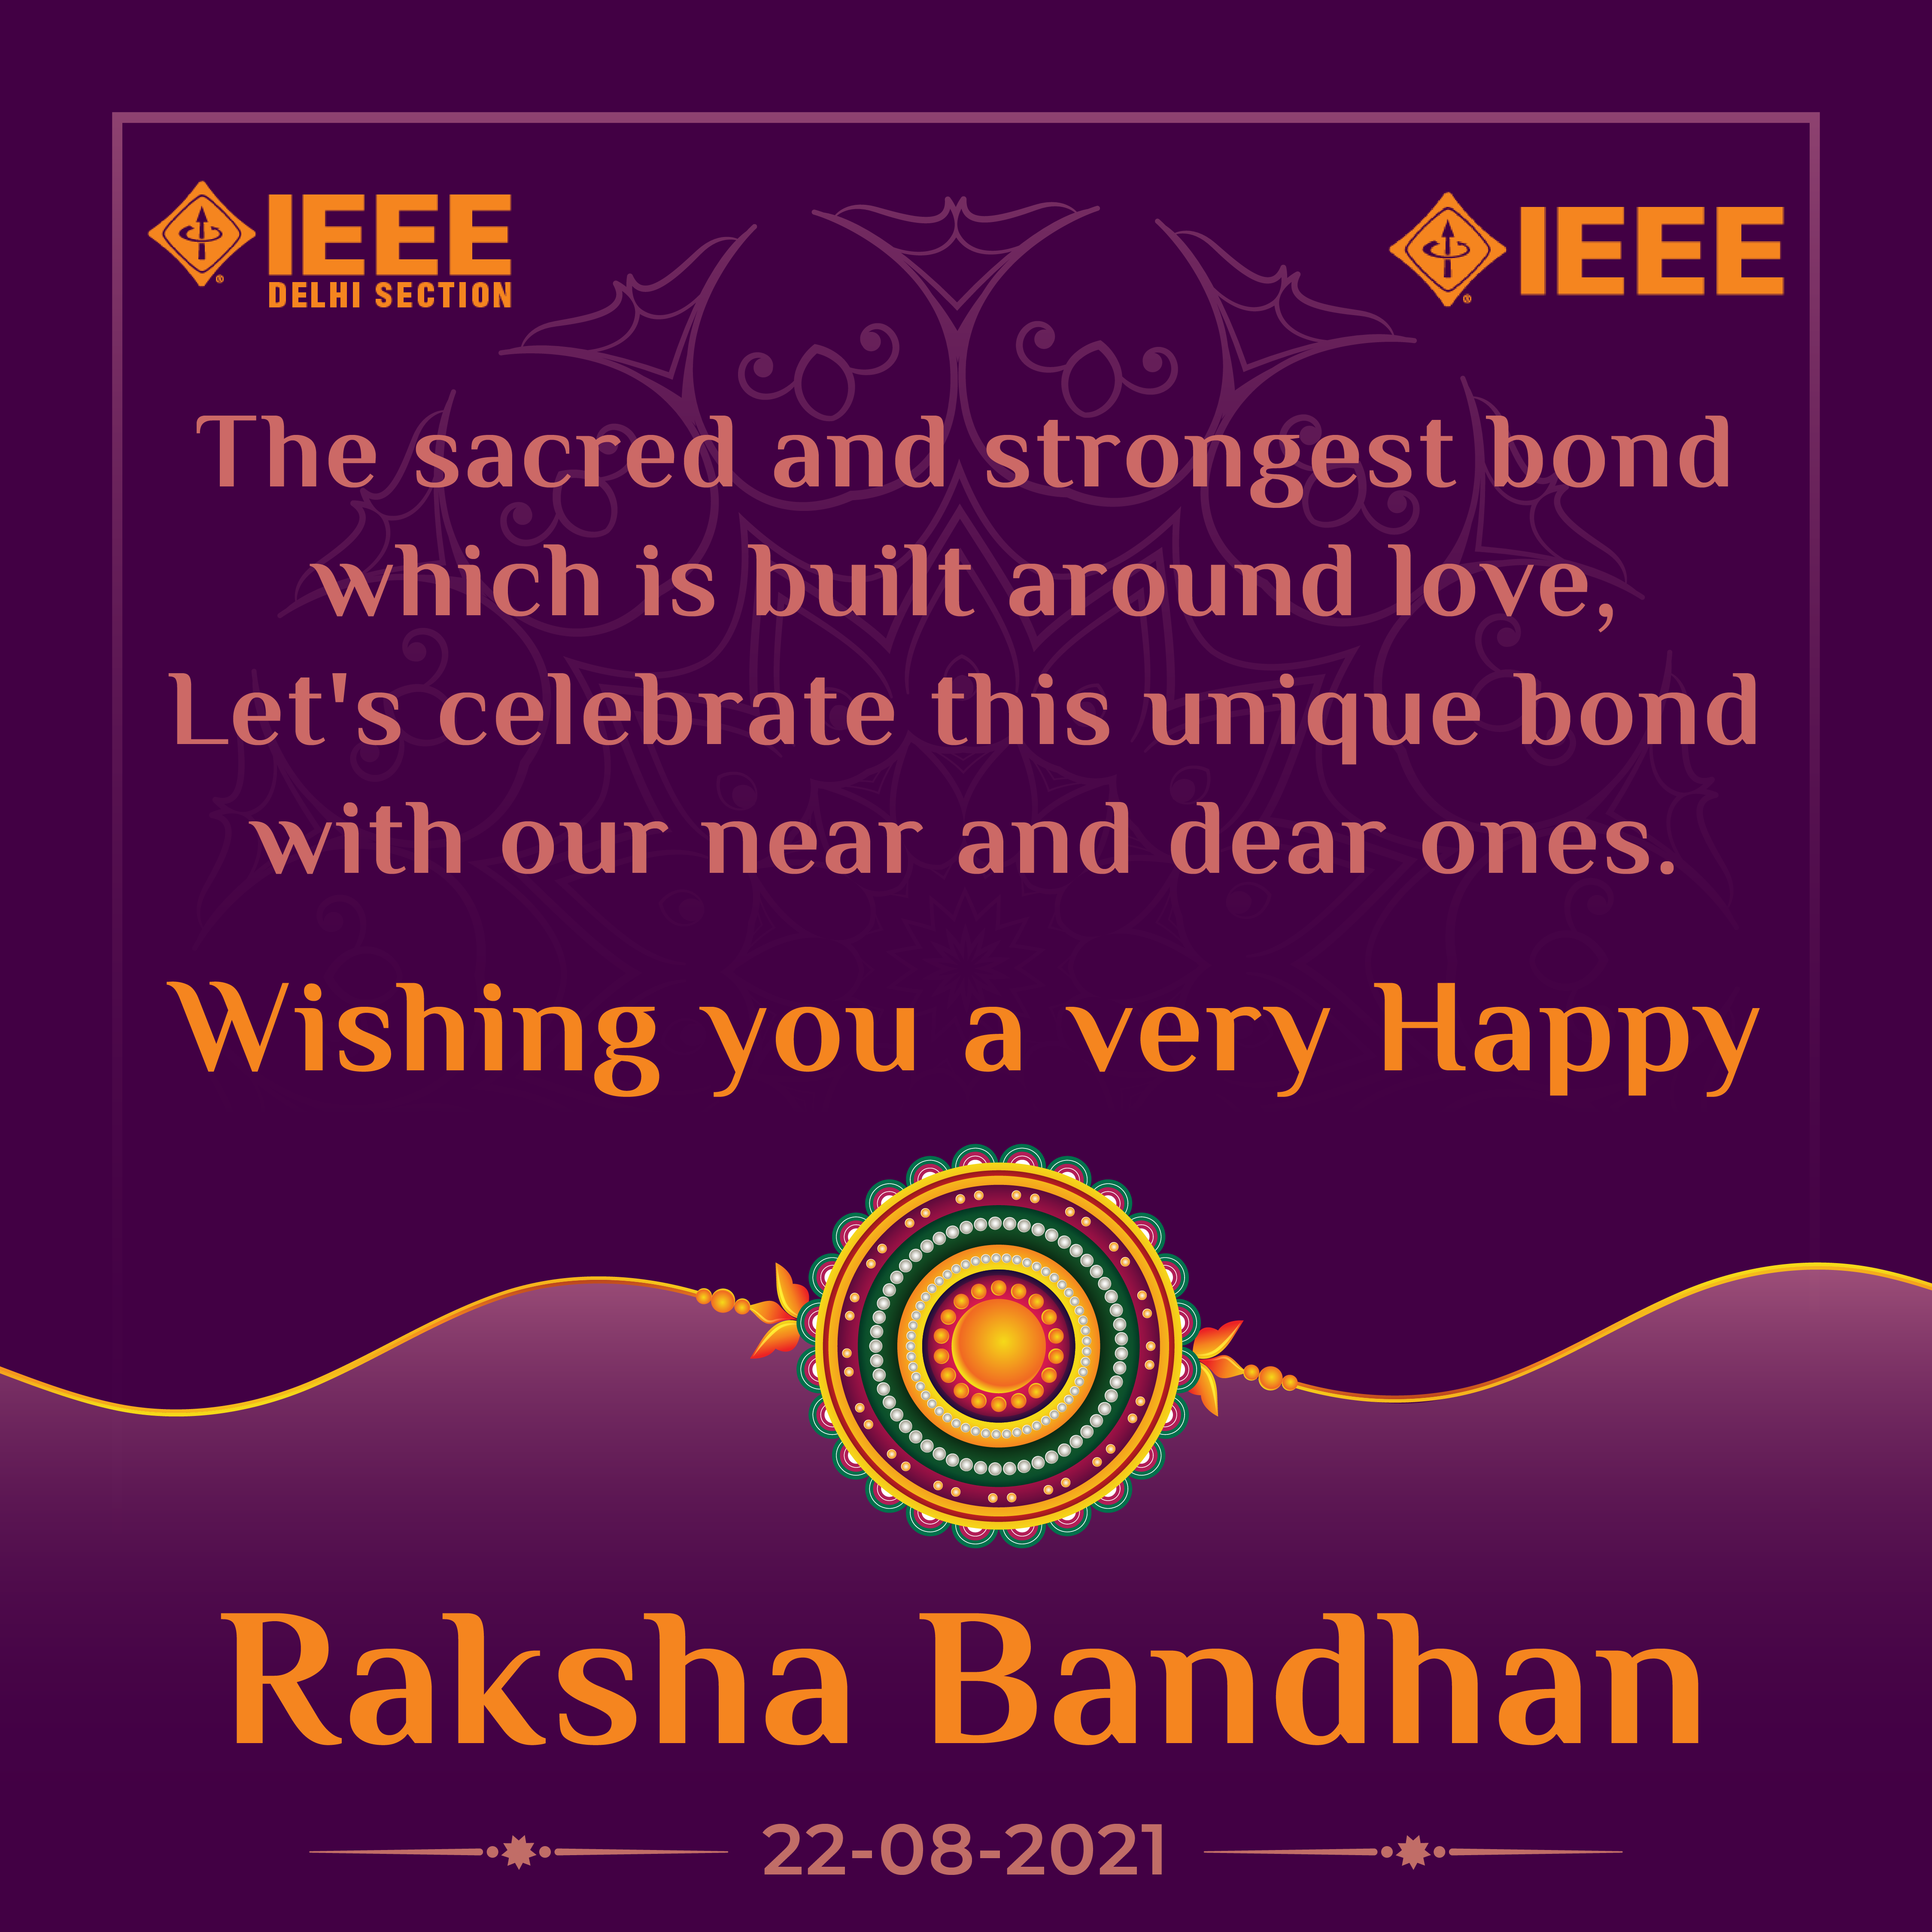 IEEE
DELHI SECTION
IEEE
The sacred and strongest bond
which is built around love,
Let's celebrate this unique bond
with our near and dear ones.
Wishing you a very Happy
Raksha Bandhan
22-08-2021